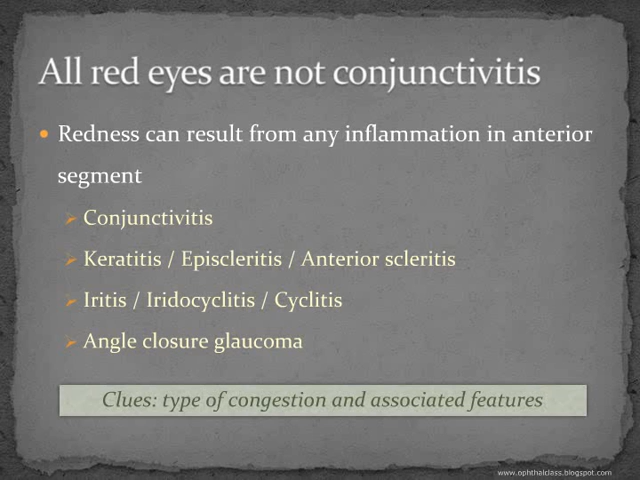 All red eyes are not conjunctivitis
Redness can result from any inflammation in anterior
segment
Conjunctivitis
Keratitis / Episcleritis / Anterior scleritis
Iritis / Iridocyclitis / Cyclitis
Angle closure glaucoma
Clues: type of congestion and associated features
www.ophthalclass.blogspot.com